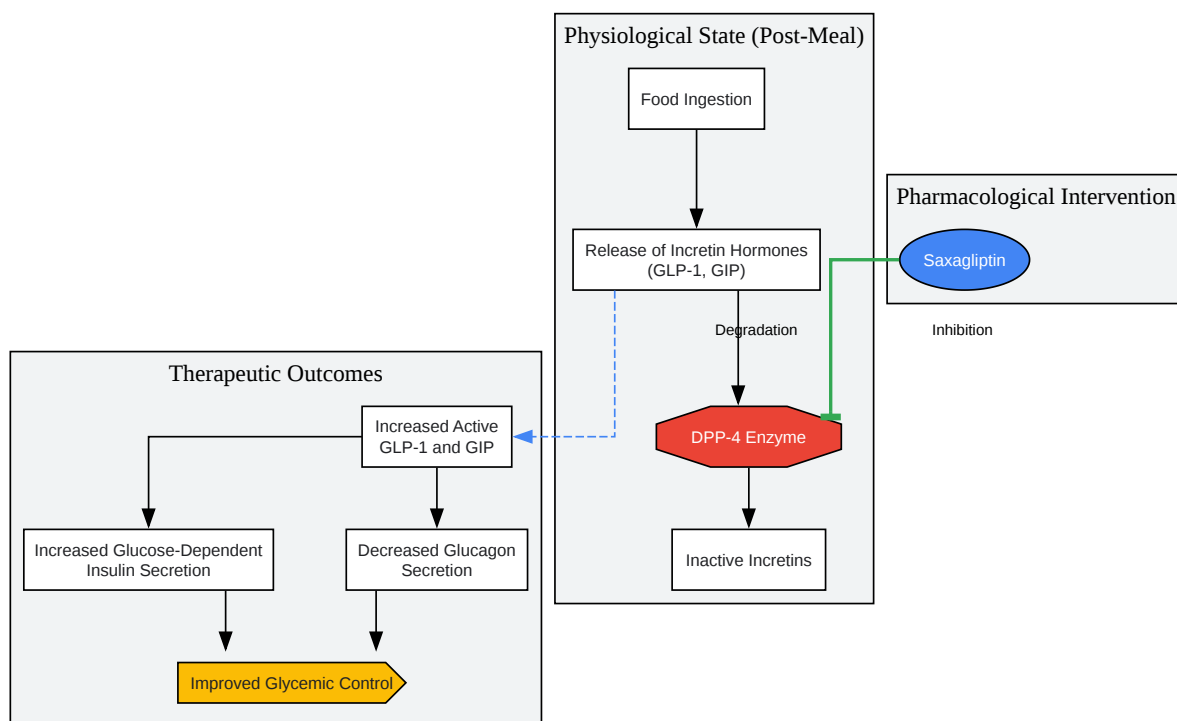 Physiological State (Post-Meal)
Food Ingestion
Pharmacological Intervention
Release of Incretin Hormones
(GLP-1, GIP)
Saxagliptin
Degradation
Inhibition
Therapeutic Outcomes
Increased Active
GLP-1 and GIP
DPP-4 Enzyme
Increased Glucose-Dependent
Insulin Secretion
Decreased Glucagon
Secretion
Inactive Incretins
Improved Glycemic Control